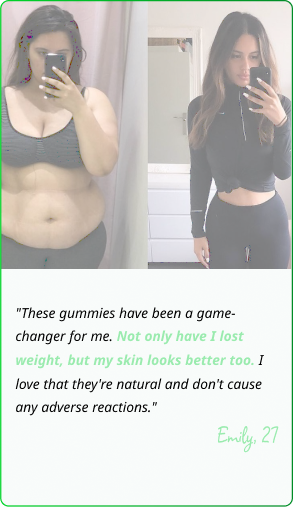 "These gummies have been a game-
changer for me. Not only have I lost
weight, but my skin looks better too. I
love that they're natural and don't cause
any adverse reactions."
Emily, 27